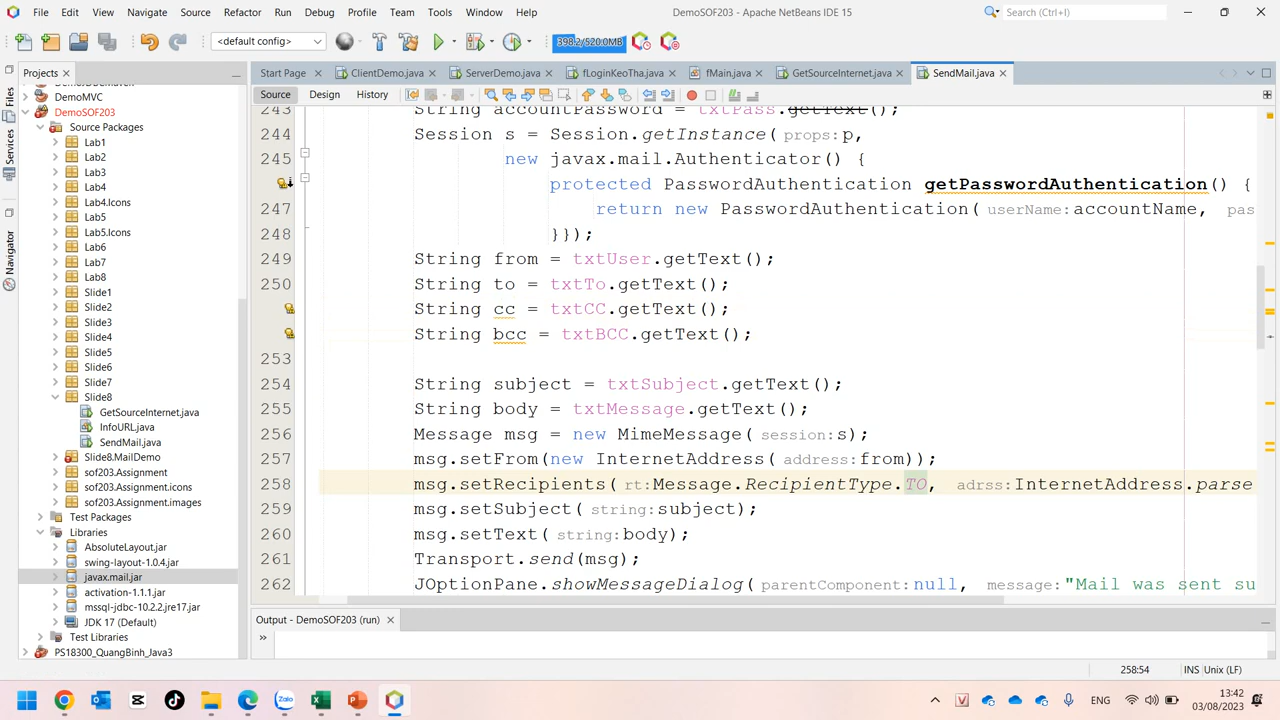 File Edit View Navigate Source Refactor Run Debug Profile Team Tools Window Help
DemoSOF203 - Apache NetBeans IDE 15
Search (Ctrl+I)
<default config>
398.2/520.0MB
Projects
Start Page
ClientDemo.java
ServerDemo.java
fLoginKeoTha.java
fMain.java
GetSourceInternet.java
SendMail.java
Source Design History
Files
Services
Navigator
DemoMVC
DemoSOF203
Source Packages
Lab1
Lab2
Lab3
Lab4
Lab4.Icons
Lab5
Lab5.Icons
Lab6
Lab7
Lab8
Slide1
Slide2
Slide3
Slide4
Slide5
Slide6
Slide7
Slide8
GetSourceInternet.java
InfoURL.java
SendMail.java
Slide8.MailDemo
sof203.Assignment
sof203.Assignment.icons
sof203.Assignment.images
Test Packages
Libraries
AbsoluteLayout.jar
swing-layout-1.0.4.jar
javax.mail.jar
activation-1.1.1.jar
mssql-jdbc-10.2.2.jre17.jar
JDK 17 (Default)
Test Libraries
PS18300_QuangBinh_Java3
243 String accountPassword = txtPass.getText();
244 Session s = Session.getInstance(props:p,
245 new javax.mail.Authenticator() {
protected PasswordAuthentication getPasswordAuthentication() {
247 return new PasswordAuthentication(userName:accountName, pas
248 }});
249 String from = txtUser.getText();
250 String to = txtTo.getText();
String cc = txtCC.getText();
String bcc = txtBCC.getText();
253
254 String subject = txtSubject.getText();
255 String body = txtMessage.getText();
256 Message msg = new MimeMessage(session:s);
257 msg.setFrom(new InternetAddress(address:from));
258 msg.setRecipients(rt:Message.RecipientType.TO, adrss:InternetAddress.parse
259 msg.setSubject(string:subject);
260 msg.setText(string:body);
261 Transport.send(msg);
262 JOptionPane.showMessageDialog(parentComponent:null, message:"Mail was sent su
Output - DemoSOF203 (run)
258:54 INS Unix (LF)
Zalo
ENG
13:42
03/08/2023